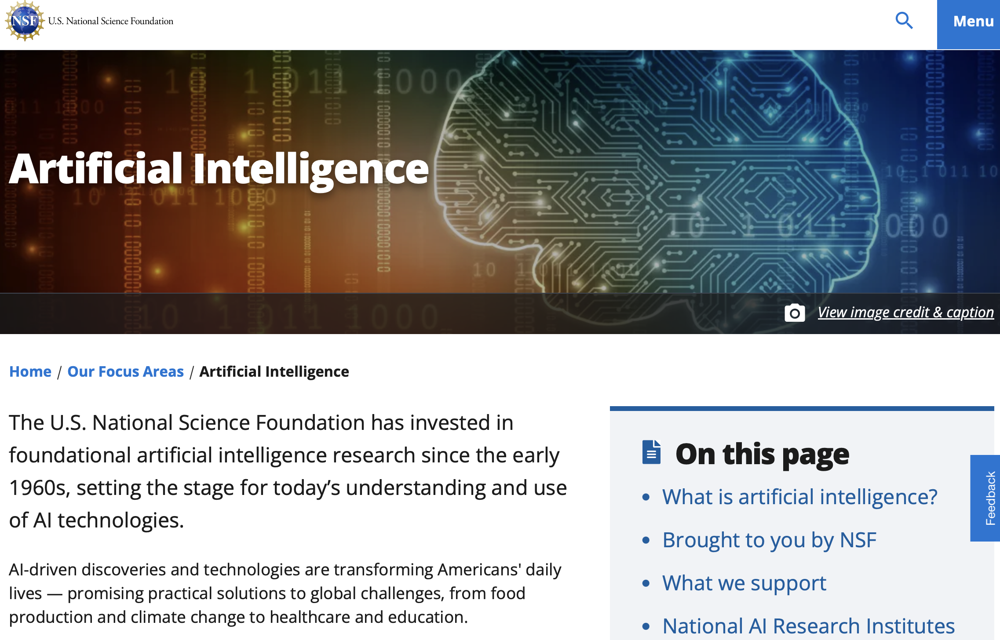 NSF
U.S. National Science Foundation
Menu
Artificial Intelligence
View image credit & caption
Home / Our Focus Areas / Artificial Intelligence
The U.S. National Science Foundation has invested in
foundational artificial intelligence research since the early
1960s, setting the stage for today’s understanding and use
of AI technologies.
AI-driven discoveries and technologies are transforming Americans' daily
lives — promising practical solutions to global challenges, from food
production and climate change to healthcare and education.
On this page
• What is artificial intelligence?
• Brought to you by NSF
• What we support
• National AI Research Institutes
Feedback